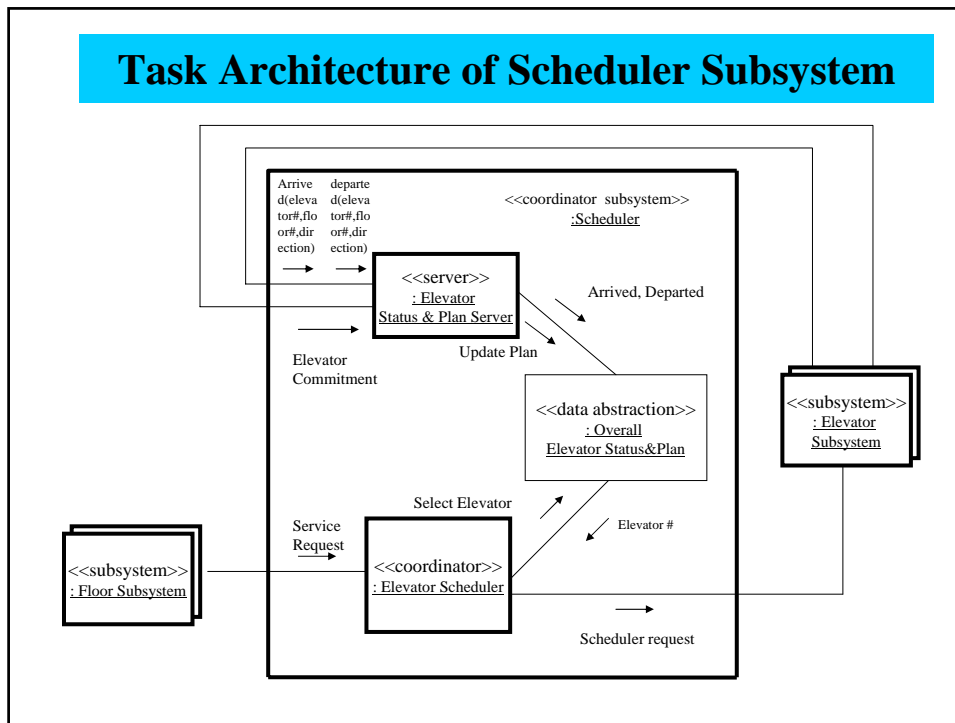 Task Architecture of Scheduler Subsystem
Arrive
d(eleva
tor#,flo
or#,dir
ection)
departe
d(eleva
tor#,flo
or#,dir
ection)
<<coordinator subsystem>>
:Scheduler
<<server>>
: Elevator
Status & Plan Server
Arrived, Departed
Elevator
Commitment
Update Plan
<<data abstraction>>
: Overall
Elevator Status&Plan
<<subsystem>>
: Elevator
Subsystem
Select Elevator
Service
Request
Elevator #
<<subsystem>>
: Floor Subsystem
<<coordinator>>
: Elevator Scheduler
Scheduler request